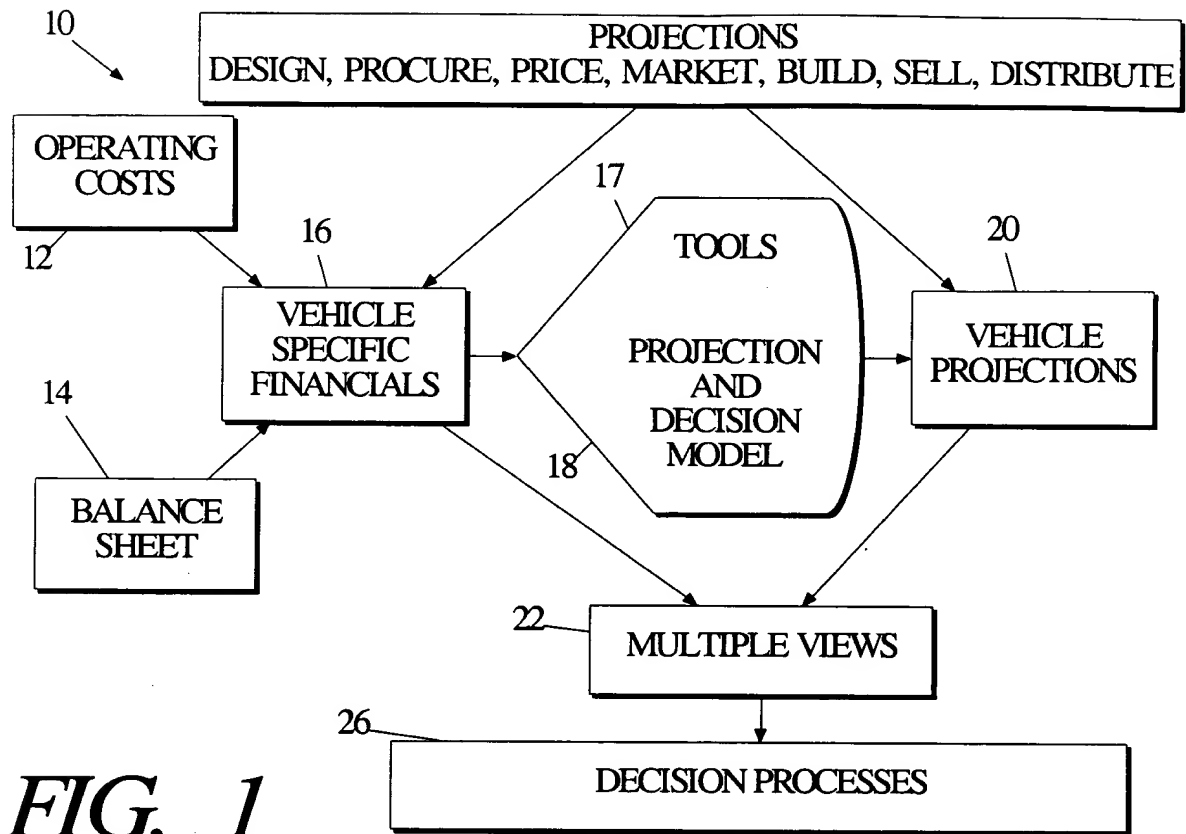 10
PROJECTIONS
DESIGN, PROCURE, PRICE, MARKET, BUILD, SELL, DISTRIBUTE
OPERATING
COSTS
12
17
16
20
TOOLS
VEHICLE
SPECIFIC
FINANCIALS
PROJECTION
AND
DECISION
MODEL
VEHICLE
PROJECTIONS
14
18
BALANCE
SHEET
22
MULTIPLE VIEWS
26
DECISION PROCESSES
FIG. 1